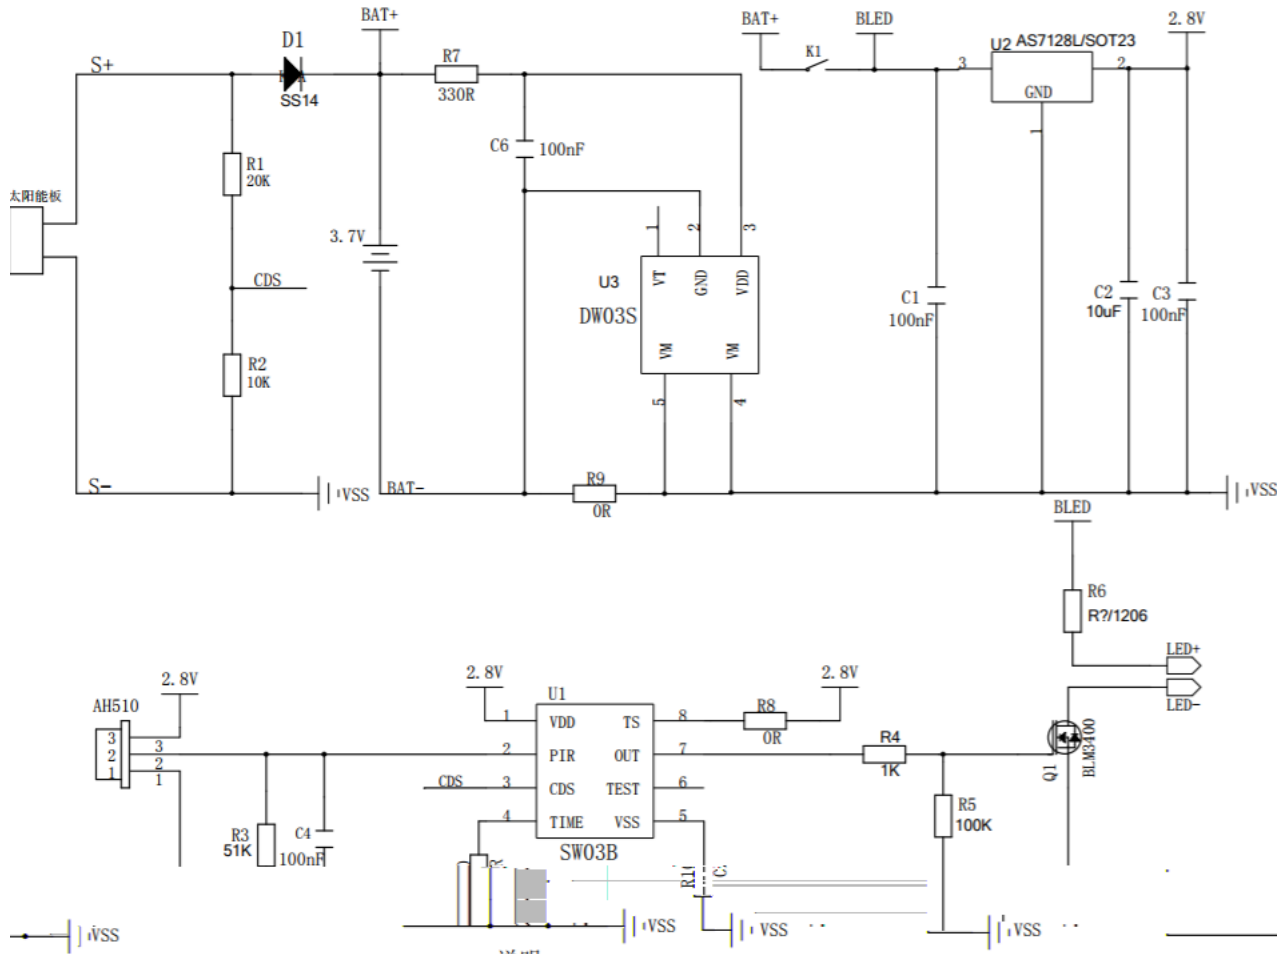 BAT+
BAT+
BLED
2.8V
D1
S+
R7
K1
U2 AS7128L/SOT23
SS14
330R
3
2
GND
1
C6
100nF
R1
20K
太阳能板
3.7V
1
2
3
CDS
U3
VT
GND
VDD
DW03S
C1
100nF
C2
10uF
C3
100nF
VM
VM
R2
10K
5
4
S-
VSS
BAT-
R9
0R
VSS
BLED
R6
R?/1206
LED+
LED-
2.8V
2.8V
2.8V
AH510
U1
3
2
1
3
2
1
1
VDD
TS
8
R8
0R
2
PIR
OUT
7
R4
1K
CDS
3
CDS
TEST
6
4
TIME
VSS
5
SW03B
Q1
BLM3400
R5
100K
R3
51K
C4
100nF
VSS
VSS
VSS
VSS